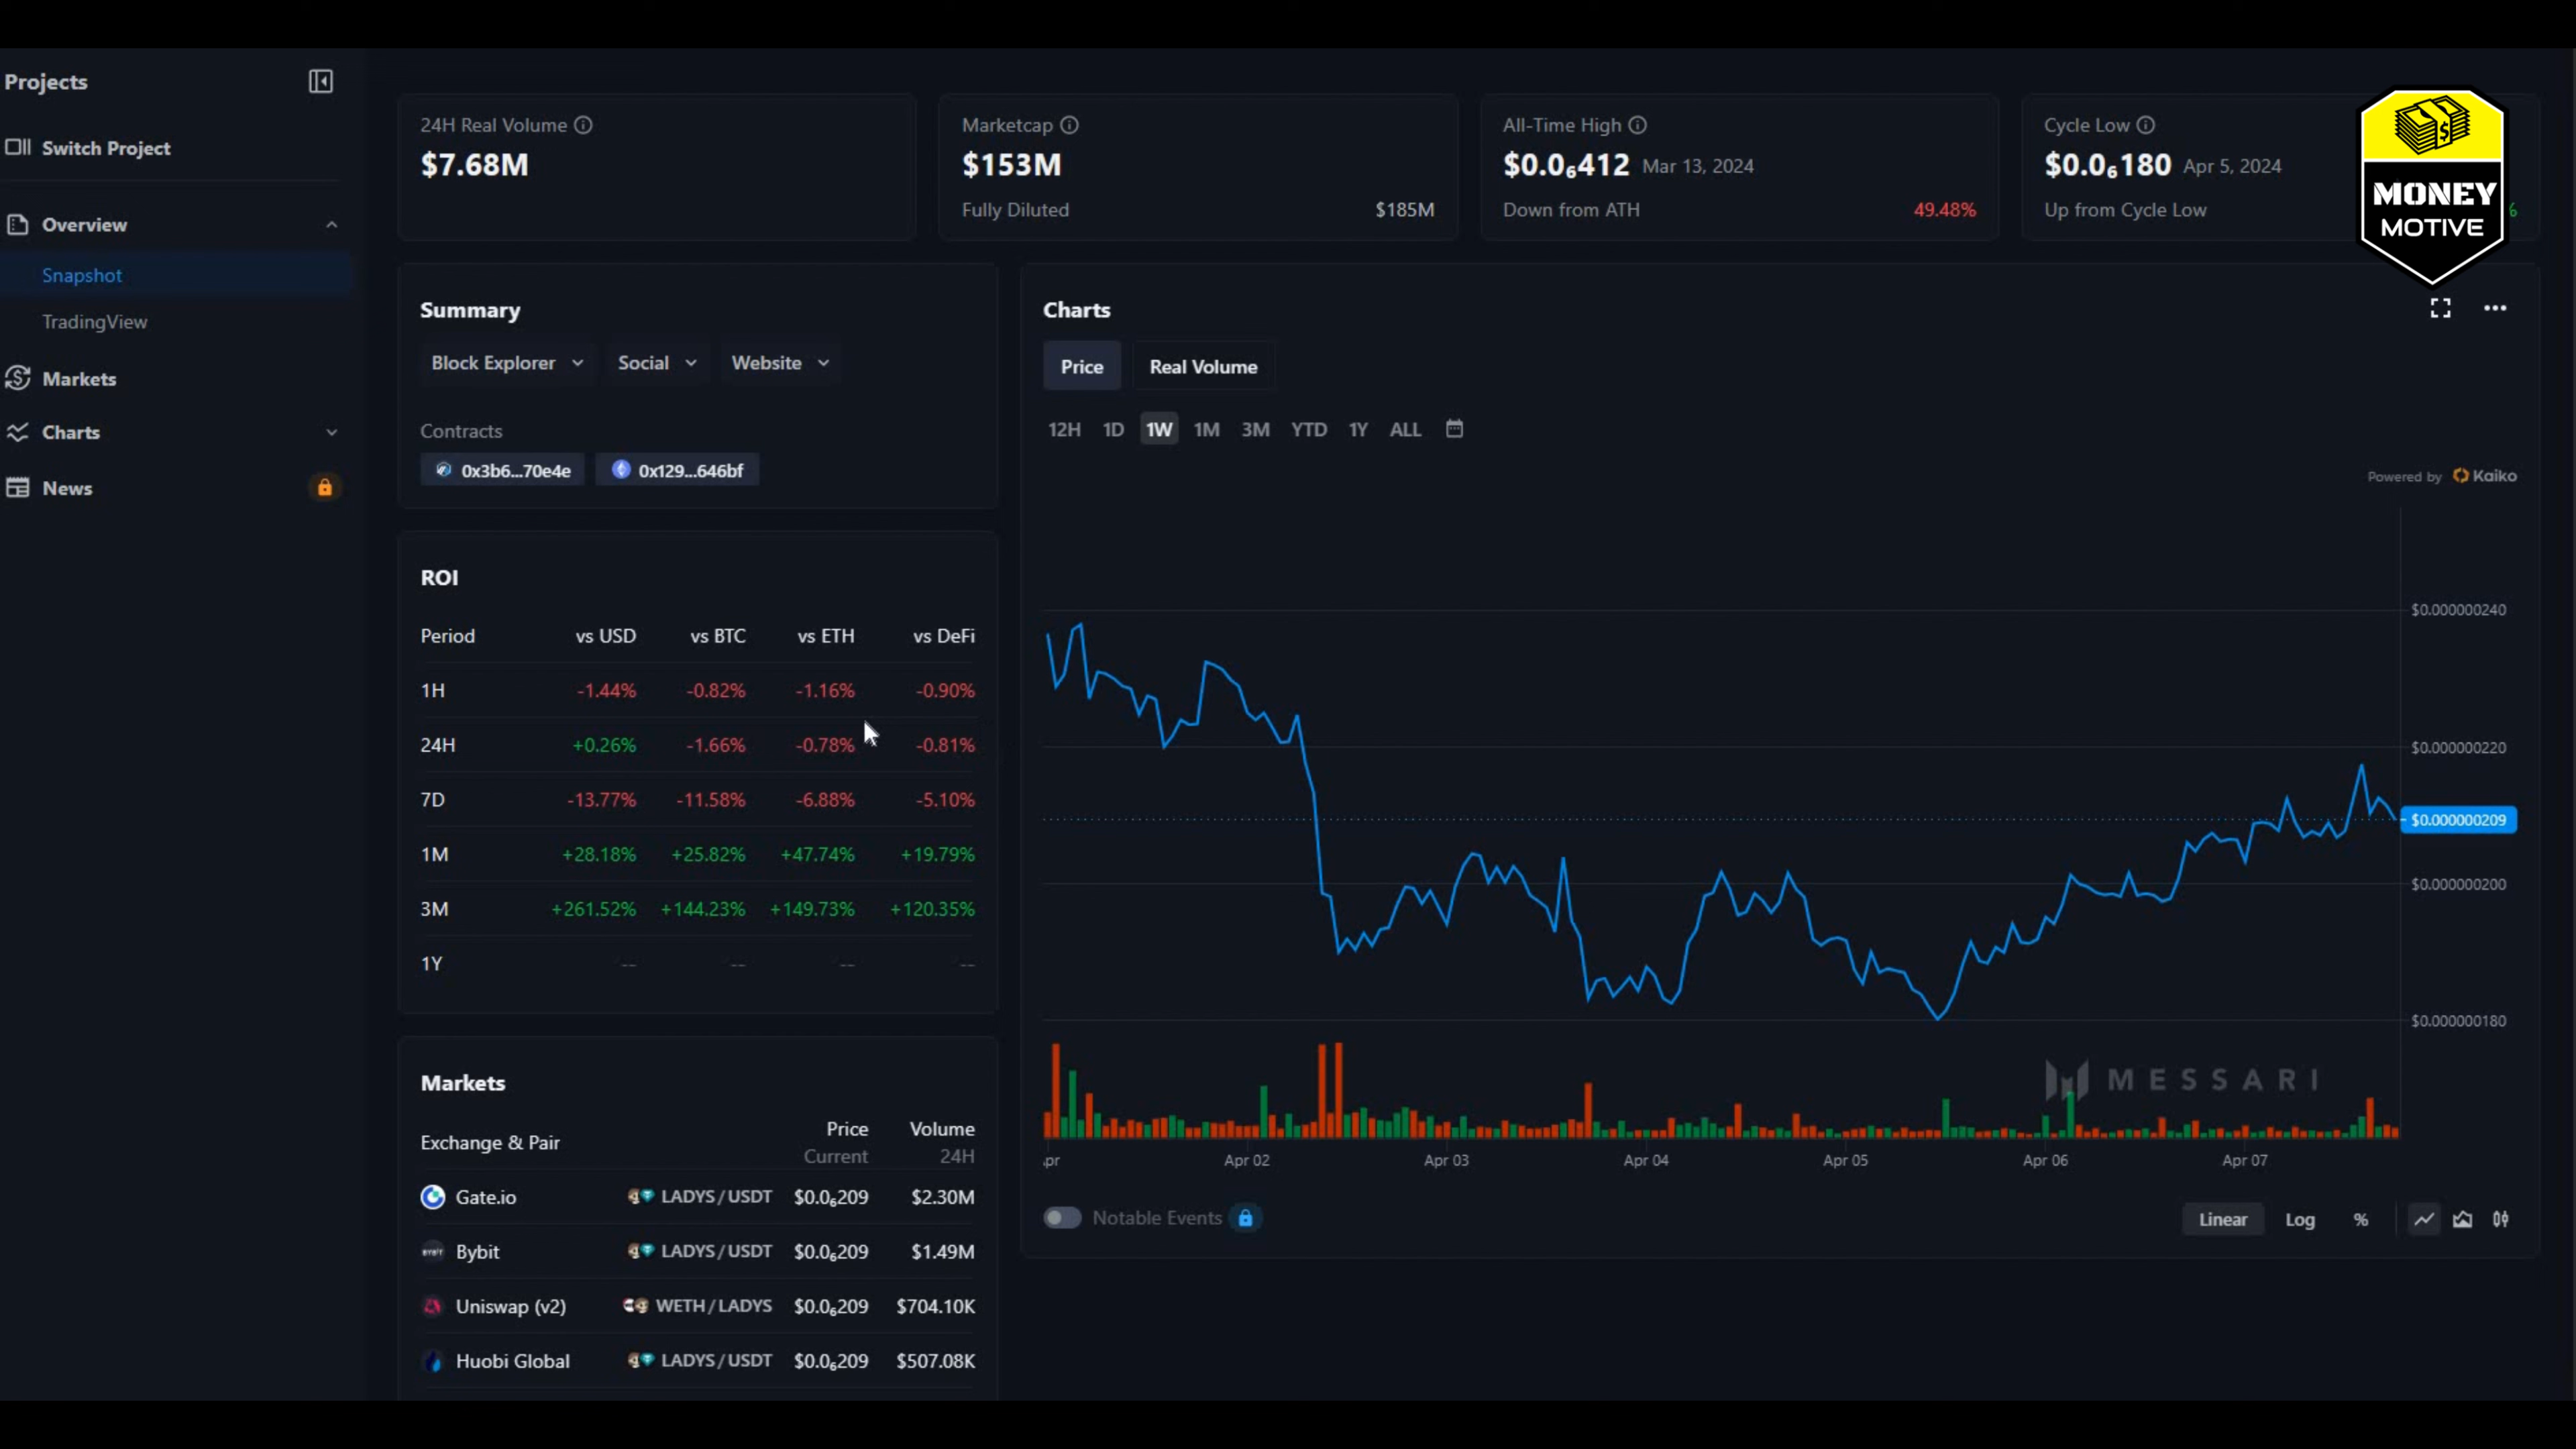 Projects
Switch Project
Overview
Snapshot
TradingView
Markets
Charts
News
24H Real Volume
$7.68M
Marketcap
$153M
Fully Diluted $185M
All-Time High
$0.0₆412 Mar 13, 2024
Down from ATH 49.48%
Cycle Low
$0.0₆180 Apr 5, 2024
Up from Cycle Low %
MONEY
MOTIVE
Summary
Block Explorer Social Website
Contracts
0x3b6...70e4e 0x129...646bf
ROI
Period vs USD vs BTC vs ETH vs DeFi
1H -1.44% -0.82% -1.16% -0.90%
24H +0.26% -1.66% -0.78% -0.81%
7D -13.77% -11.58% -6.88% -5.10%
1M +28.18% +25.82% +47.74% +19.79%
3M +261.52% +144.23% +149.73% +120.35%
1Y -- -- -- --
Markets
Exchange & Pair Price Volume
Current 24H
Gate.io LADYS/USDT $0.0₆209 $2.30M
Bybit LADYS/USDT $0.0₆209 $1.49M
Uniswap (v2) WETH/LADYS $0.0₆209 $704.10K
Huobi Global LADYS/USDT $0.0₆209 $507.08K
Charts
Price Real Volume
12H 1D 1W 1M 3M YTD 1Y ALL
Powered by Kaiko
$0.000000240
$0.000000220
$0.000000209
$0.000000200
$0.000000180
MESSARI
pr Apr 02 Apr 03 Apr 04 Apr 05 Apr 06 Apr 07
Notable Events
Linear Log %